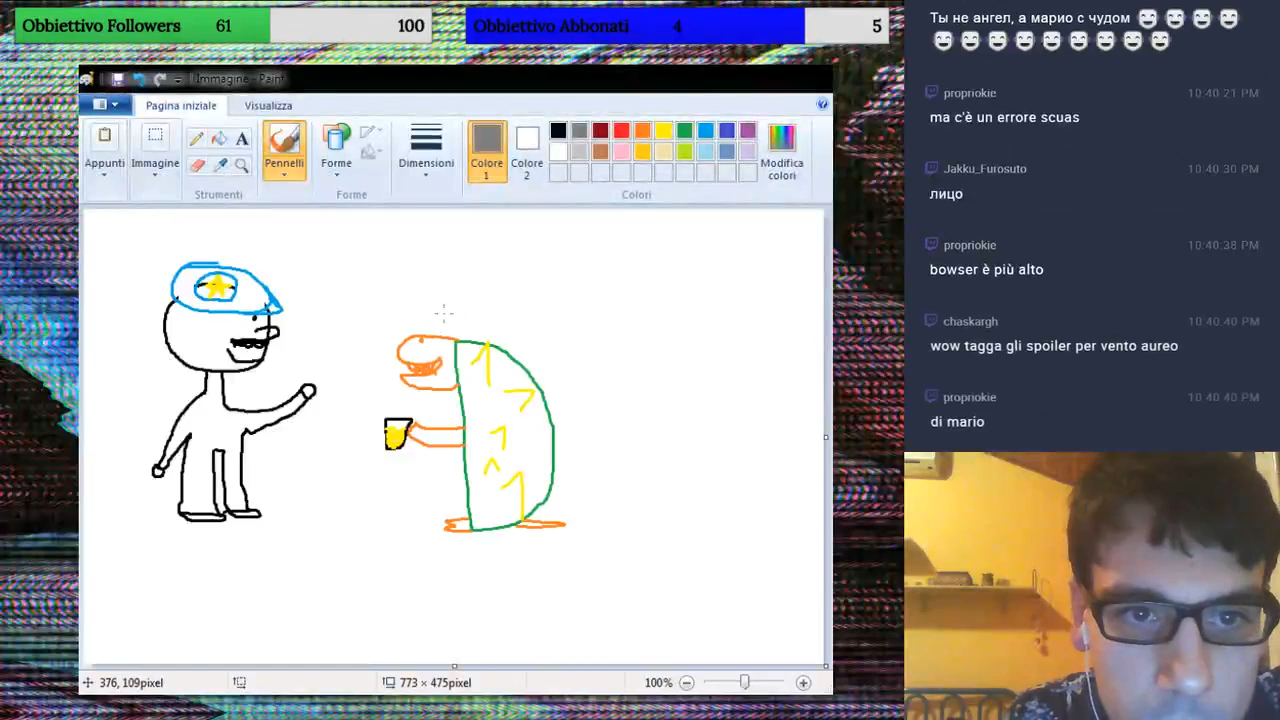 Obbiettivo Followers 61 100
Obbiettivo Abbonati 4 5
Immagine - Paint
Pagina iniziale
Visualizza
Appunti
Immagine
Strumenti
Pennelli
Forme
Forme
Dimensioni
Colore 1
Colore 2
Modifica colori
Colori
376, 109pixel
773 × 475pixel
100%
Ты не ангел, а марио с чудом
propriokie 10:40:21 PM
ma c'è un errore scuas
Jakku_Furosuto 10:40:30 PM
лицо
propriokie 10:40:38 PM
bowser è più alto
chaskargh 10:40:40 PM
wow tagga gli spoiler per vento aureo
propriokie 10:40:40 PM
di mario